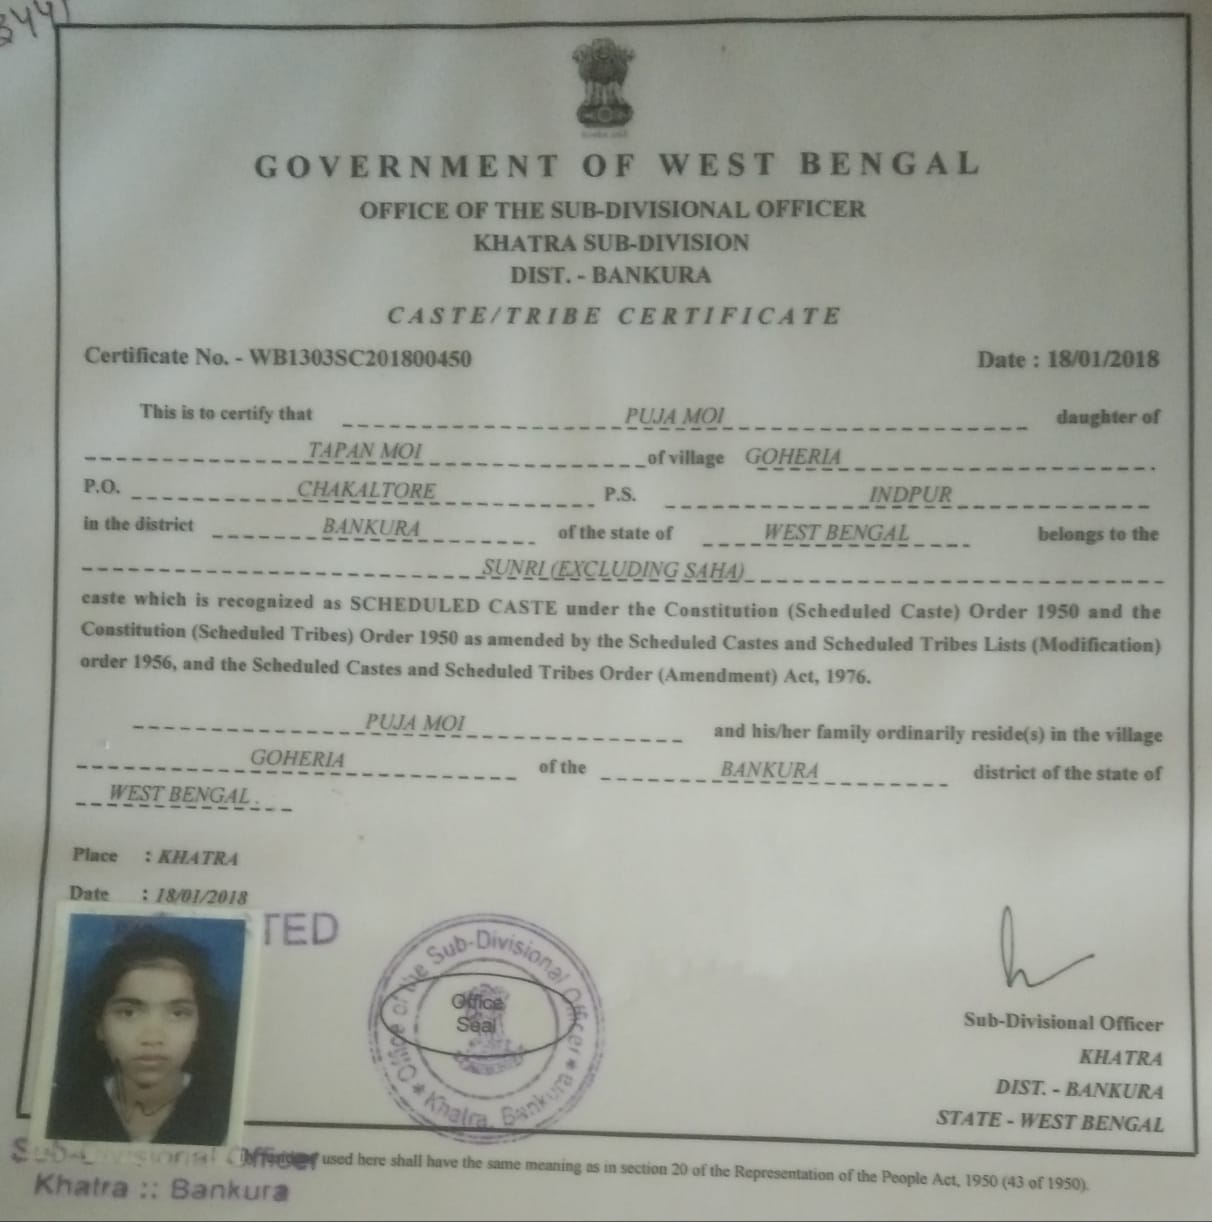 344
GOVERNMENT OF WEST BENGAL
OFFICE OF THE SUB-DIVISIONAL OFFICER
KHATRA SUB-DIVISION
DIST. - BANKURA
CASTE/TRIBE CERTIFICATE
Certificate No. - WB1303SC201800450 Date : 18/01/2018
This is to certify that PUJA MOI daughter of
TAPAN MOI of village GOHERIA
P.O. CHAKALTORE P.S. INDPUR
in the district BANKURA of the state of WEST BENGAL belongs to the
SUNRI (EXCLUDING SAHA)
caste which is recognized as SCHEDULED CASTE under the Constitution (Scheduled Caste) Order 1950 and the
Constitution (Scheduled Tribes) Order 1950 as amended by the Scheduled Castes and Scheduled Tribes Lists (Modification)
order 1956, and the Scheduled Castes and Scheduled Tribes Order (Amendment) Act, 1976.
PUJA MOI and his/her family ordinarily reside(s) in the village
GOHERIA of the BANKURA district of the state of
WEST BENGAL .
Place : KHATRA
Date : 18/01/2018
TED
Office of the Sub-Divisional Officer * Khatra, Bankura *
Office
Seal
Sub-Divisional Officer
KHATRA
DIST. - BANKURA
STATE - WEST BENGAL
Sub-Divisional Officer
used here shall have the same meaning as in section 20 of the Representation of the People Act, 1950 (43 of 1950).
Khatra :: Bankura